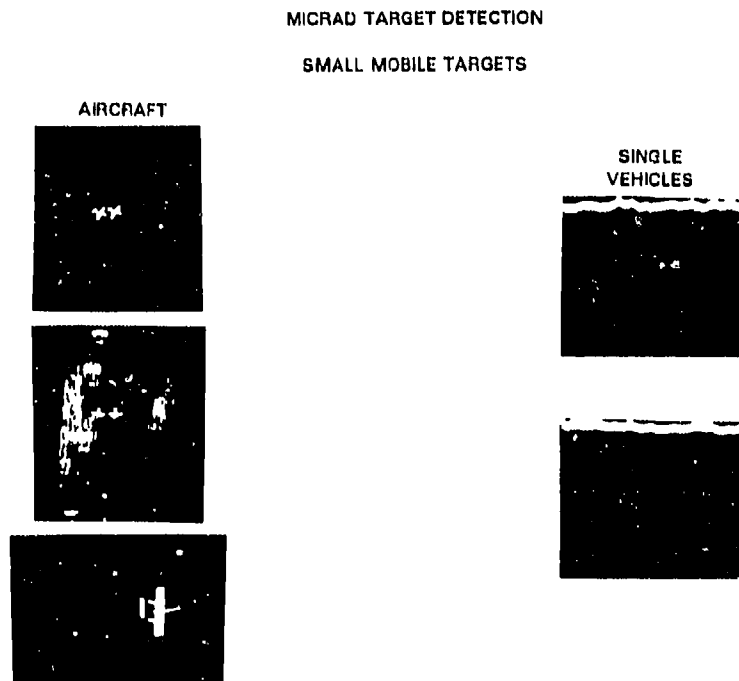 MICRAD TARGET DETECTION
SMALL MOBILE TARGETS
AIRCRAFT
SINGLE
VEHICLES